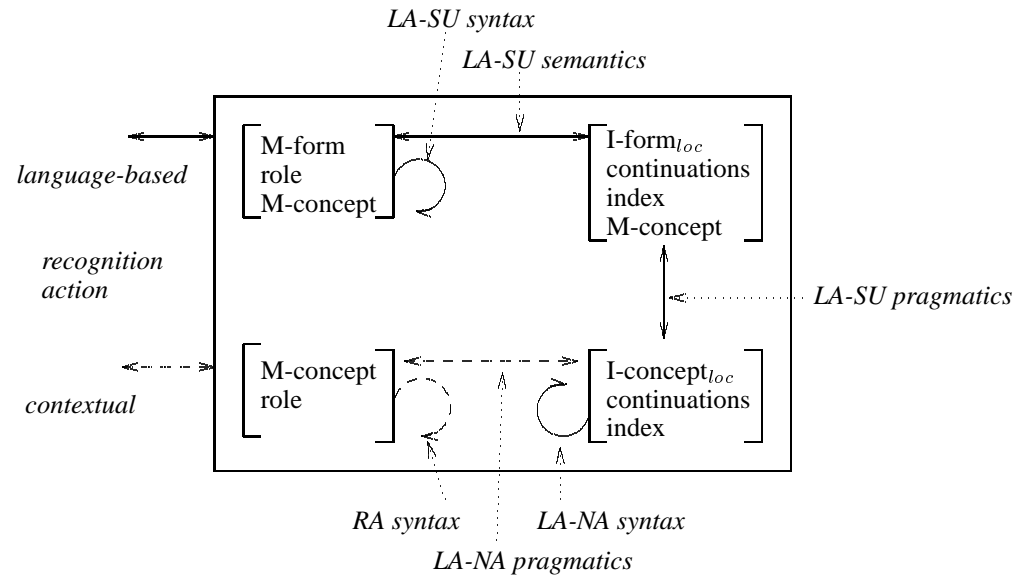 LA-SU syntax
LA-SU semantics
M-form
role
M-concept
I-form_loc
continuations
index
M-concept
language-based
recognition
action
LA-SU pragmatics
contextual
M-concept
role
I-concept_loc
continuations
index
RA syntax
LA-NA syntax
LA-NA pragmatics